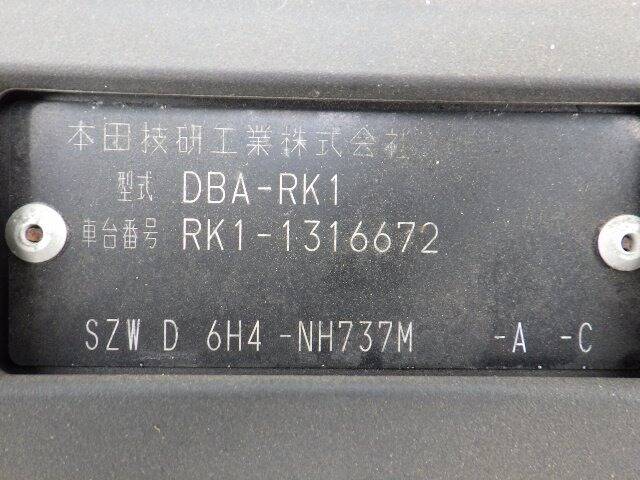 本田技研工業株式会社
型式 DBA-RK1
車台番号 RK1-1316672
SZW D 6H4 -NH737M -A -C